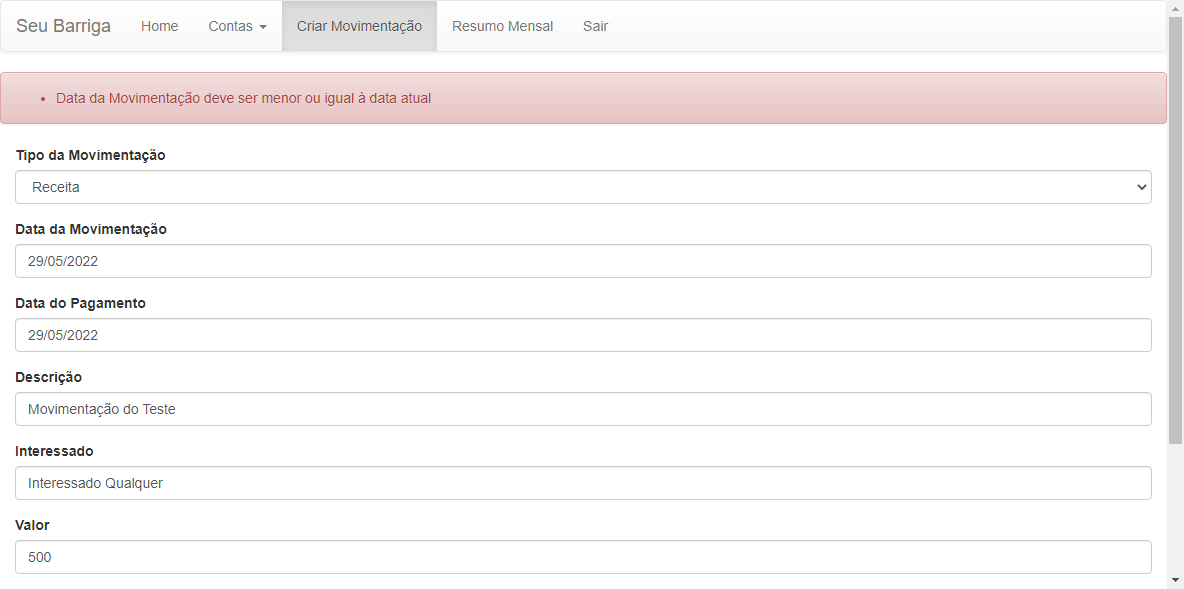 Seu Barriga Home Contas Criar Movimentação Resumo Mensal Sair
Data da Movimentação deve ser menor ou igual à data atual
Tipo da Movimentação
Receita
Data da Movimentação
29/05/2022
Data do Pagamento
29/05/2022
Descrição
Movimentação do Teste
Interessado
Interessado Qualquer
Valor
500